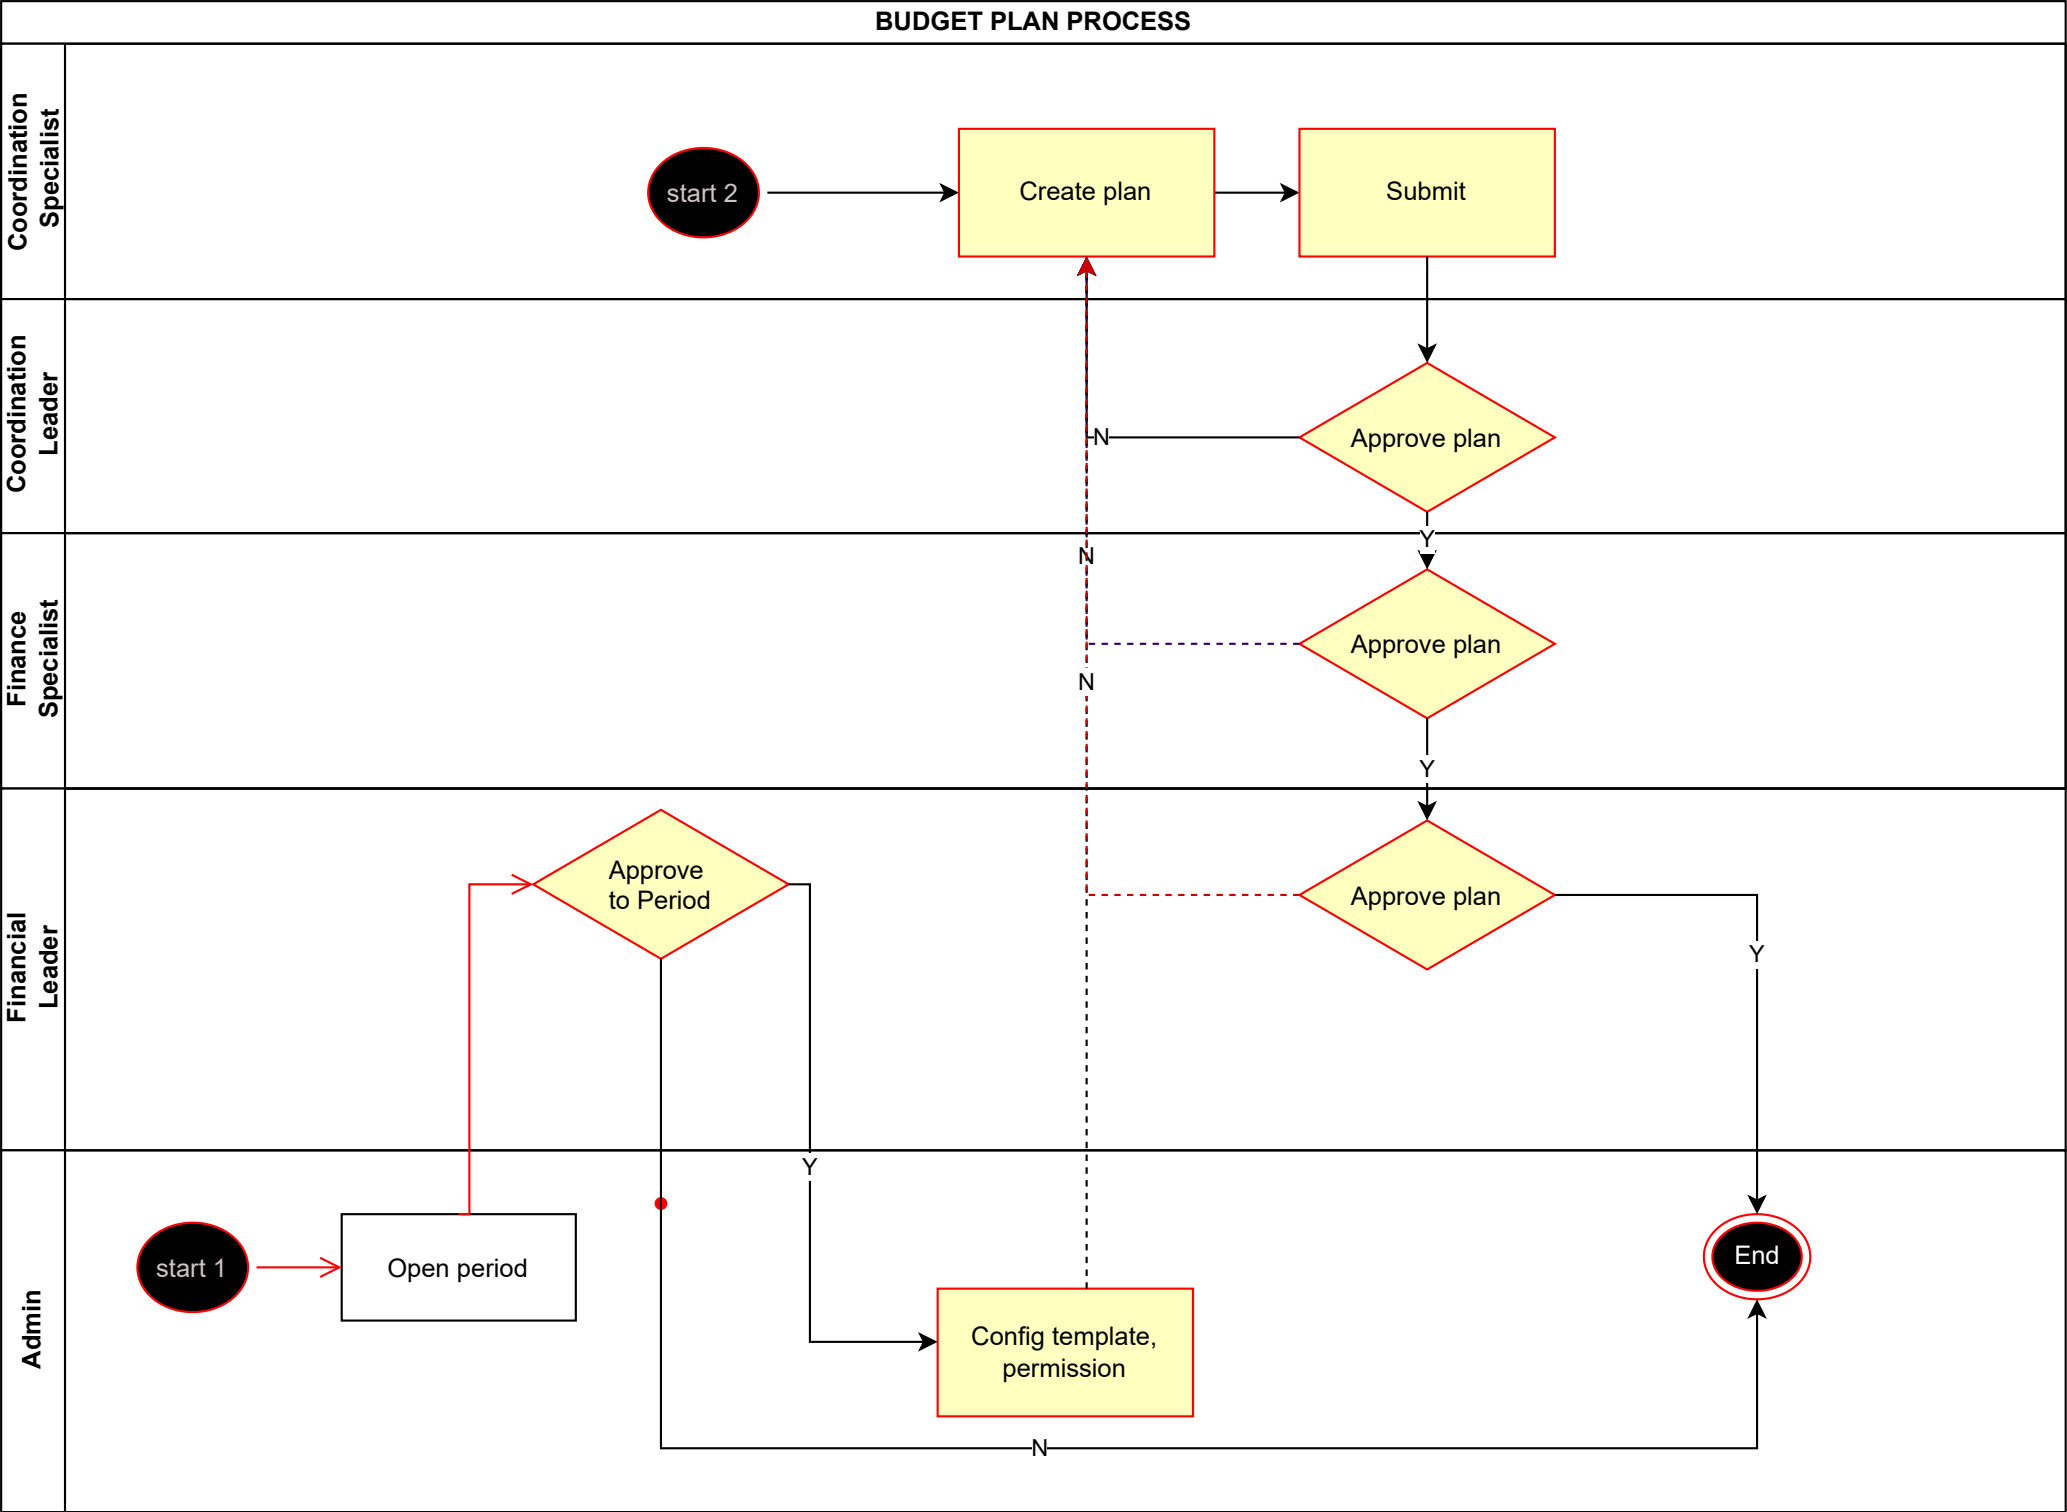 BUDGET PLAN PROCESS
Coordination
Specialist
start 2
Create plan
Submit
Coordination
Leader
N
Approve plan
Y
Finance
Specialist
N
Approve plan
N
Y
Financial
Leader
Approve
to Period
Approve plan
Y
Admin
Y
start 1
Open period
End
Config template,
permission
N